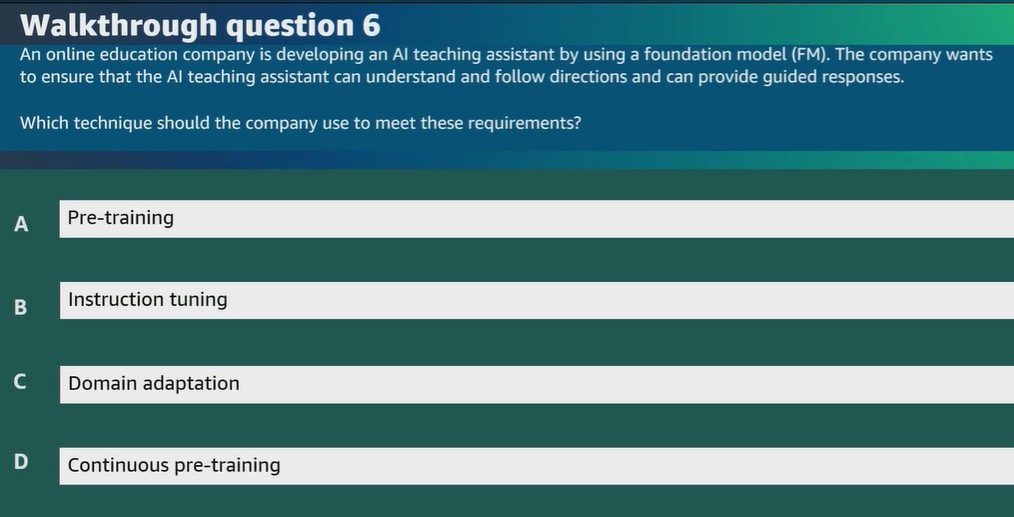 Walkthrough question 6
An online education company is developing an AI teaching assistant by using a foundation model (FM). The company wants
to ensure that the AI teaching assistant can understand and follow directions and can provide guided responses.
Which technique should the company use to meet these requirements?
A Pre-training
B Instruction tuning
C Domain adaptation
D Continuous pre-training